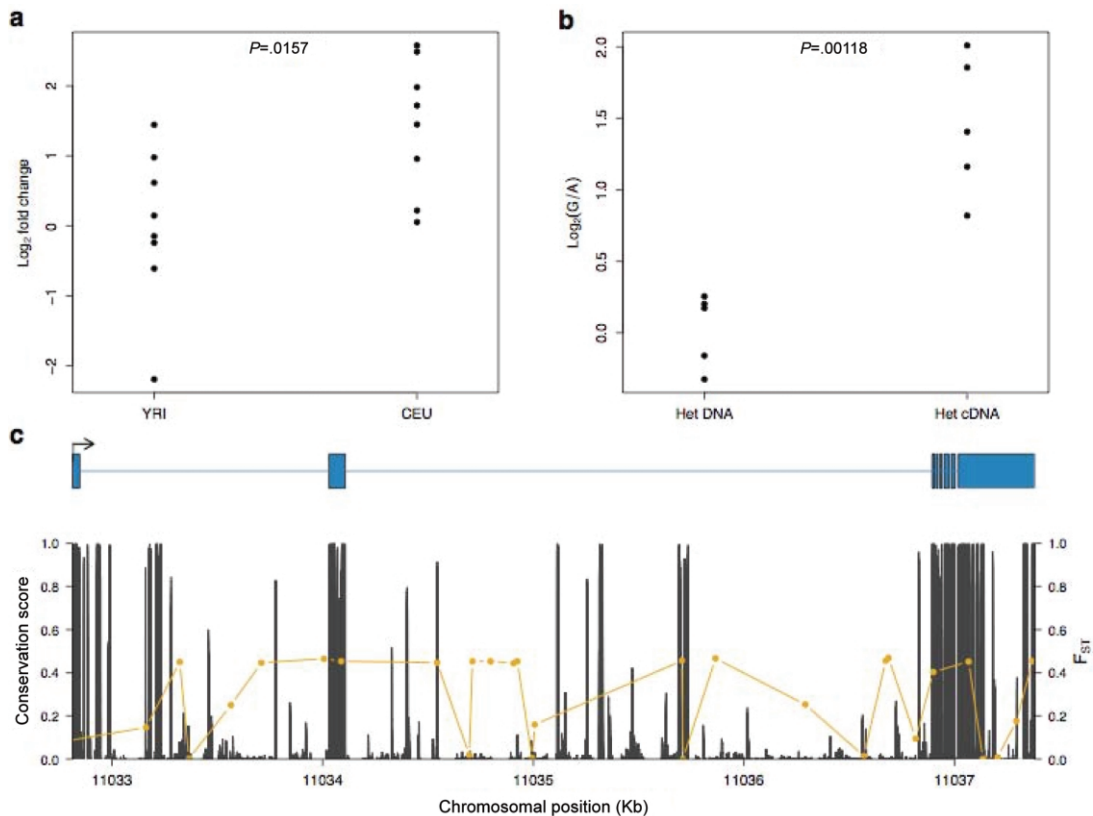 a
P=.0157
Log₂ fold change
2
1
0
−1
−2
YRI
CEU
b
P=.00118
Log₂(G/A)
2.0
1.5
1.0
0.5
0.0
Het DNA
Het cDNA
c
Conservation score
1.0
0.8
0.6
0.4
0.2
0.0
1.0
0.8
0.6
0.4
0.2
0.0
F_ST
11033
11034
11035
11036
11037
Chromosomal position (Kb)